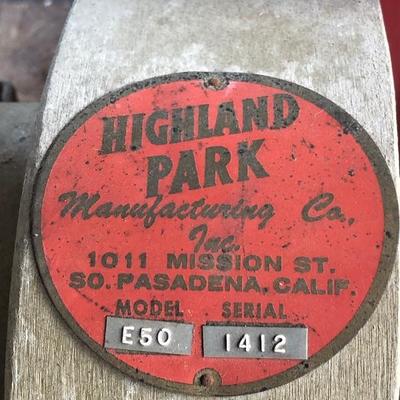 HIGHLAND
PARK
Manufacturing Co.,
Inc.
1011 MISSION ST.
SO. PASADENA, CALIF.
MODEL SERIAL
E50 1412